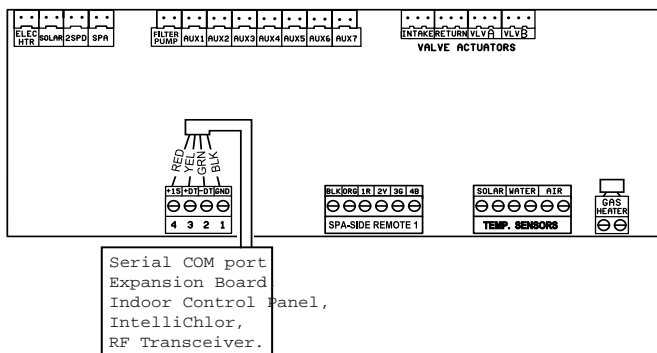 ELEC HTR SOLAR 2SPD SPA
FILTER PUMP AUX1 AUX2 AUX3 AUX4 AUX5 AUX6 AUX7
INTAKE RETURN VLV A VLV B
VALVE ACTUATORS
RED YEL GRN BLK
+15 +DT -DT GND
4 3 2 1
BLK ORG 1R 2Y 3G 4B
SPA-SIDE REMOTE 1
SOLAR WATER AIR
TEMP. SENSORS
GAS HEATER
Serial COM port
Expansion Board,
Indoor Control Panel,
IntelliChlor,
RF Transceiver.